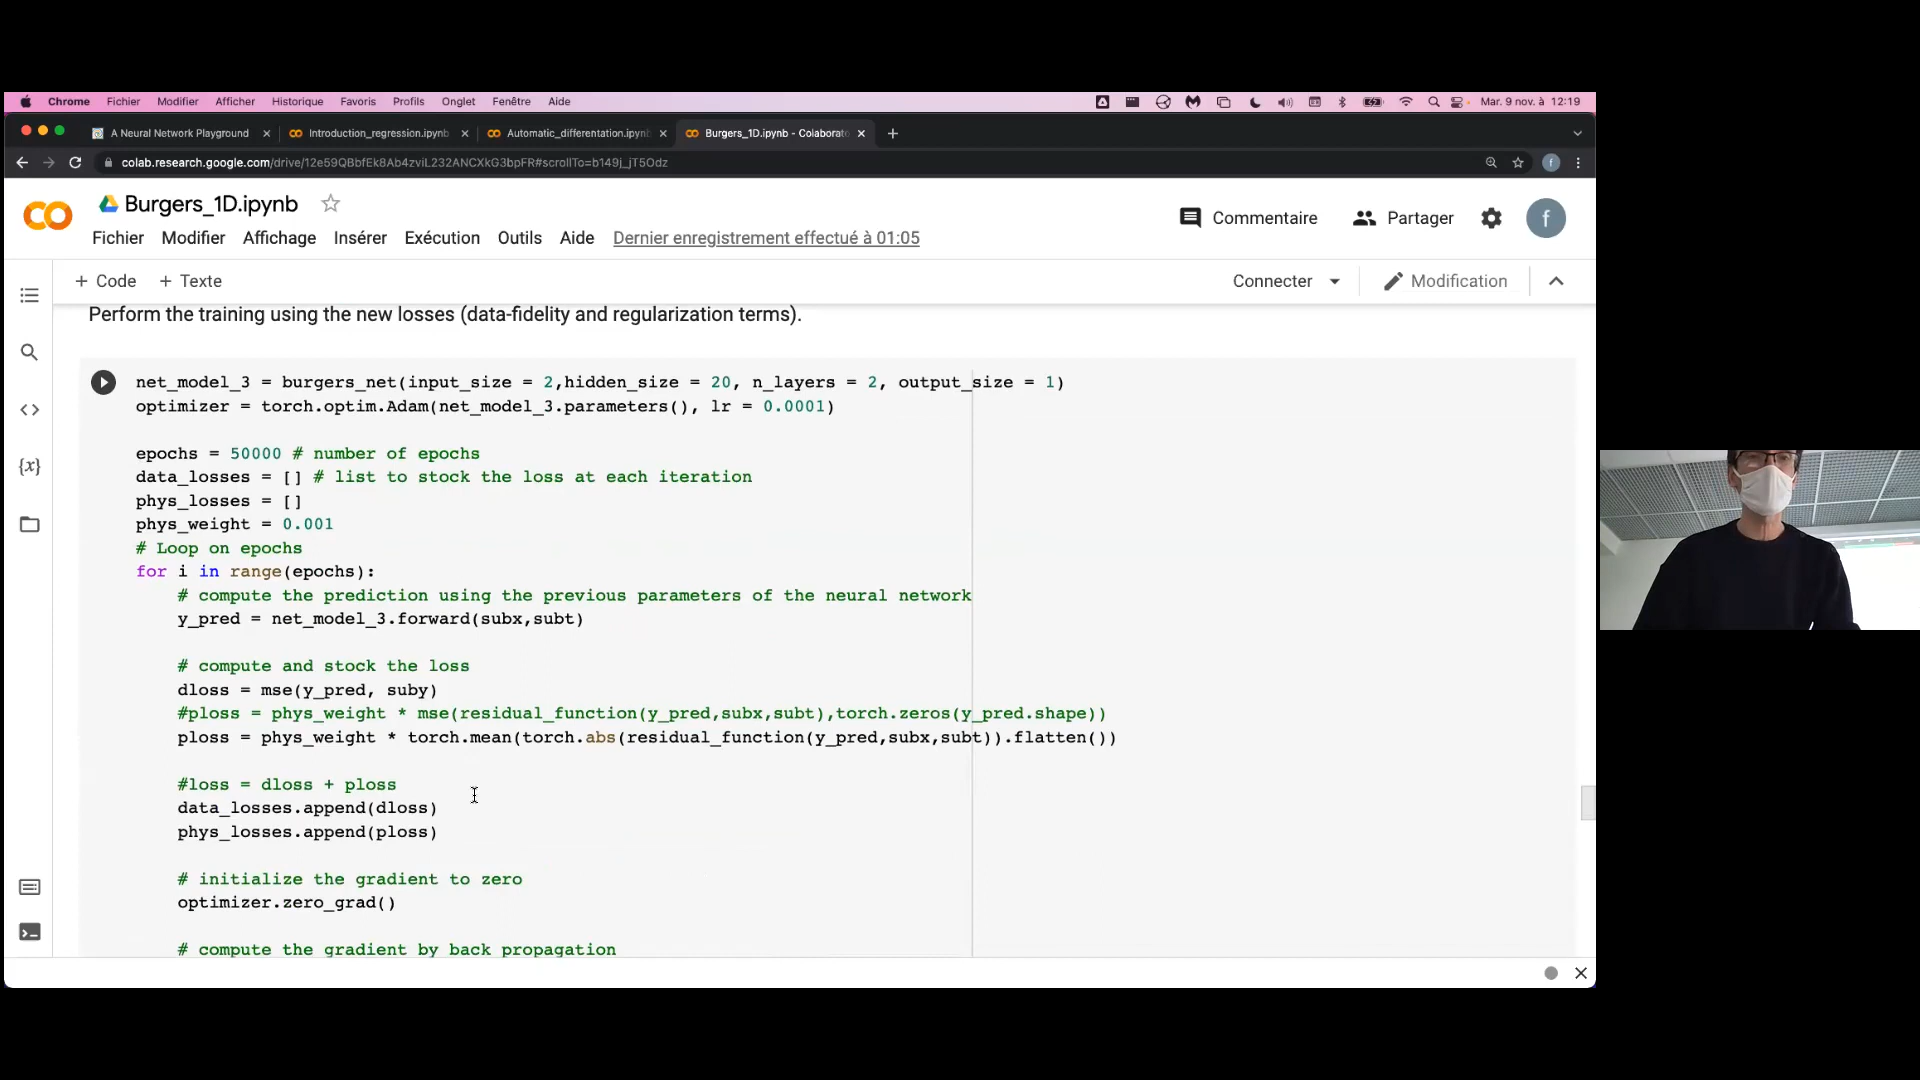 Chrome Fichier Modifier Afficher Historique Favoris Profils Onglet Fenêtre Aide Mar. 9 nov. à 12:19
A Neural Network Playground Introduction_regression.ipynb Automatic_differentation.ipynb Burgers_1D.ipynb - Colaborato
colab.research.google.com/drive/12e59QBbfEk8Ab4zviL232ANCXkG3bpFR#scrollTo=b149j_jT5Odz f
Burgers_1D.ipynb
Commentaire Partager f
Fichier Modifier Affichage Insérer Exécution Outils Aide Dernier enregistrement effectué à 01:05
+ Code + Texte Connecter Modification
Perform the training using the new losses (data-fidelity and regularization terms).
net_model_3 = burgers_net(input_size = 2,hidden_size = 20, n_layers = 2, output_size = 1)
optimizer = torch.optim.Adam(net_model_3.parameters(), lr = 0.0001)
epochs = 50000 # number of epochs
data_losses = [] # list to stock the loss at each iteration
phys_losses = []
phys_weight = 0.001
# Loop on epochs
for i in range(epochs):
# compute the prediction using the previous parameters of the neural network
y_pred = net_model_3.forward(subx,subt)
# compute and stock the loss
dloss = mse(y_pred, suby)
#ploss = phys_weight * mse(residual_function(y_pred,subx,subt),torch.zeros(y_pred.shape))
ploss = phys_weight * torch.mean(torch.abs(residual_function(y_pred,subx,subt)).flatten())
#loss = dloss + ploss
data_losses.append(dloss)
phys_losses.append(ploss)
# initialize the gradient to zero
optimizer.zero_grad()
# compute the gradient by back propagation